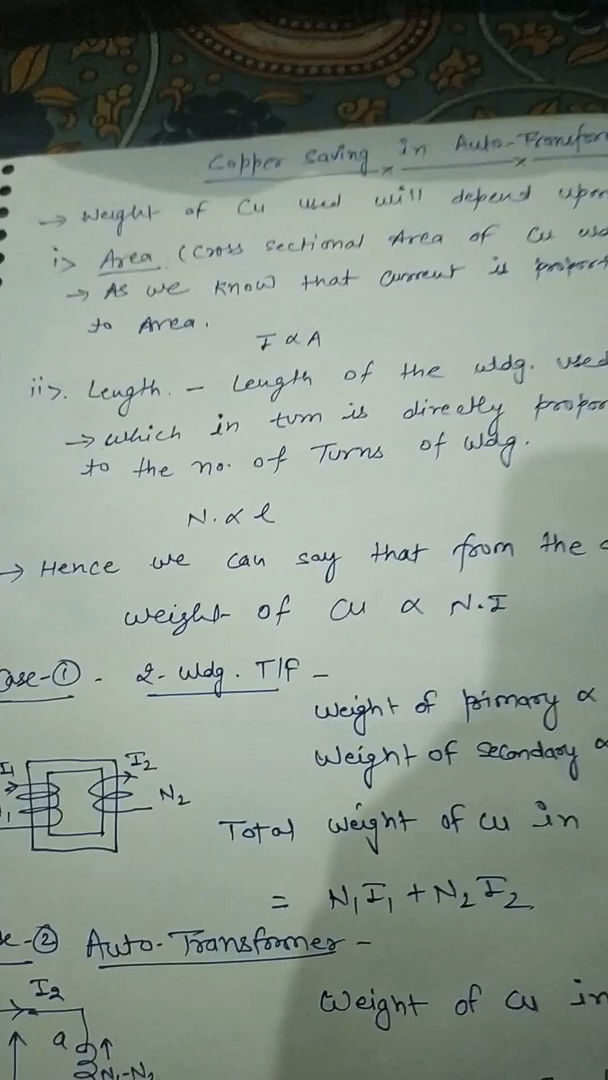 Copper Saving in Auto-Transfor
→ Weight of Cu used will depend upon
i> Area (Cross sectional Area of Cu use
→ As we know that current is proport
to Area.
I ∝ A
ii>. Length. - Length of the wdg. used
→ which in turn is directly propor
to the no. of Turns of wdg.
N. ∝ l
→ Hence we can say that from the
weight of Cu ∝ N.I
ase-① - 2-Wdg. T/F -
weight of primary ∝
Weight of secondary ∝
I1 I2
N2
Total weight of cu in
= N1I1 + N2I2
e-② Auto-Transformer -
I2
Weight of cu in
a
N1-N2